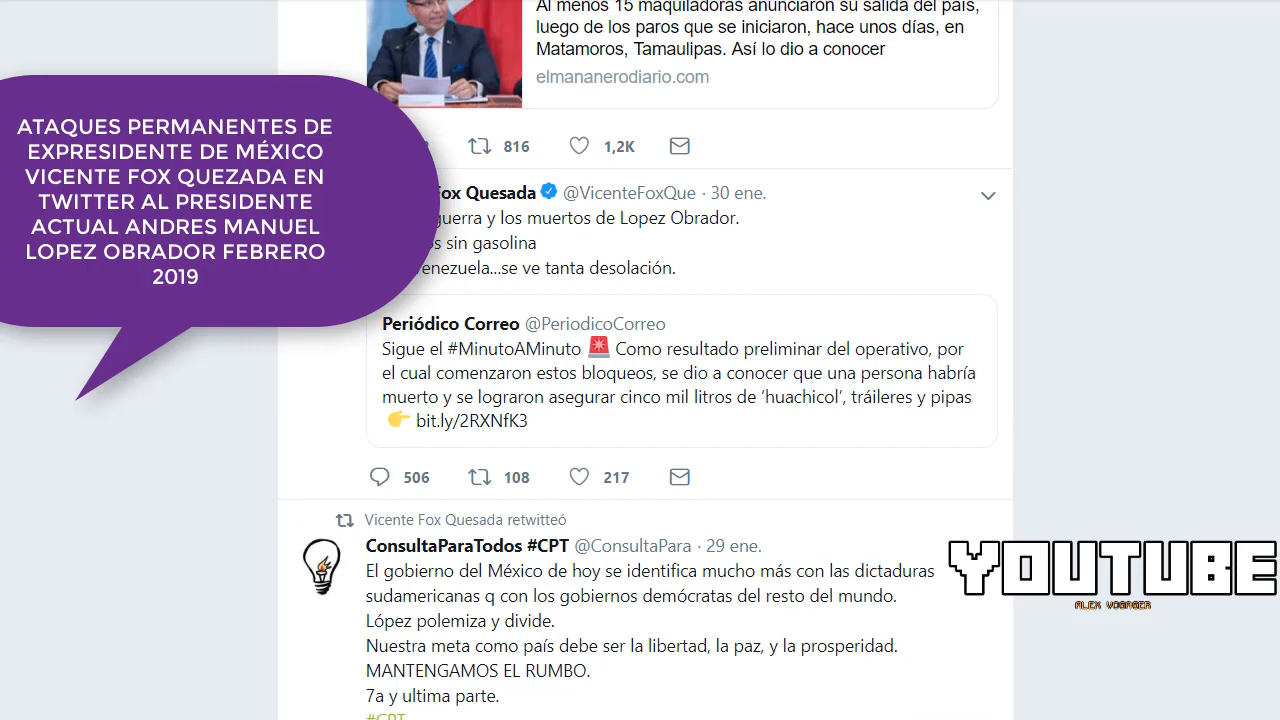 Al menos 15 maquiladoras anunciaron su salida del país,
luego de los paros que se iniciaron, hace unos días, en
Matamoros, Tamaulipas. Así lo dio a conocer
elmananerodiario.com
816 1,2K
ATAQUES PERMANENTES DE
EXPRESIDENTE DE MÉXICO
VICENTE FOX QUEZADA EN
TWITTER AL PRESIDENTE
ACTUAL ANDRES MANUEL
LOPEZ OBRADOR FEBRERO
2019
Fox Quesada @VicenteFoxQue · 30 ene.
guerra y los muertos de Lopez Obrador.
sin gasolina
enezuela...se ve tanta desolación.
Periódico Correo @PeriodicoCorreo
Sigue el #MinutoAMinuto 🚨 Como resultado preliminar del operativo, por
el cual comenzaron estos bloqueos, se dio a conocer que una persona habría
muerto y se lograron asegurar cinco mil litros de ‘huachicol’, tráileres y pipas
👉 bit.ly/2RXNfK3
506 108 217
Vicente Fox Quesada retwitteó
ConsultaParaTodos #CPT @ConsultaPara · 29 ene.
El gobierno del México de hoy se identifica mucho más con las dictaduras
sudamericanas q con los gobiernos demócratas del resto del mundo.
López polemiza y divide.
Nuestra meta como país debe ser la libertad, la paz, y la prosperidad.
MANTENGAMOS EL RUMBO.
7a y ultima parte.
#CPT
YOUTUBE
ALEX VOGAGER